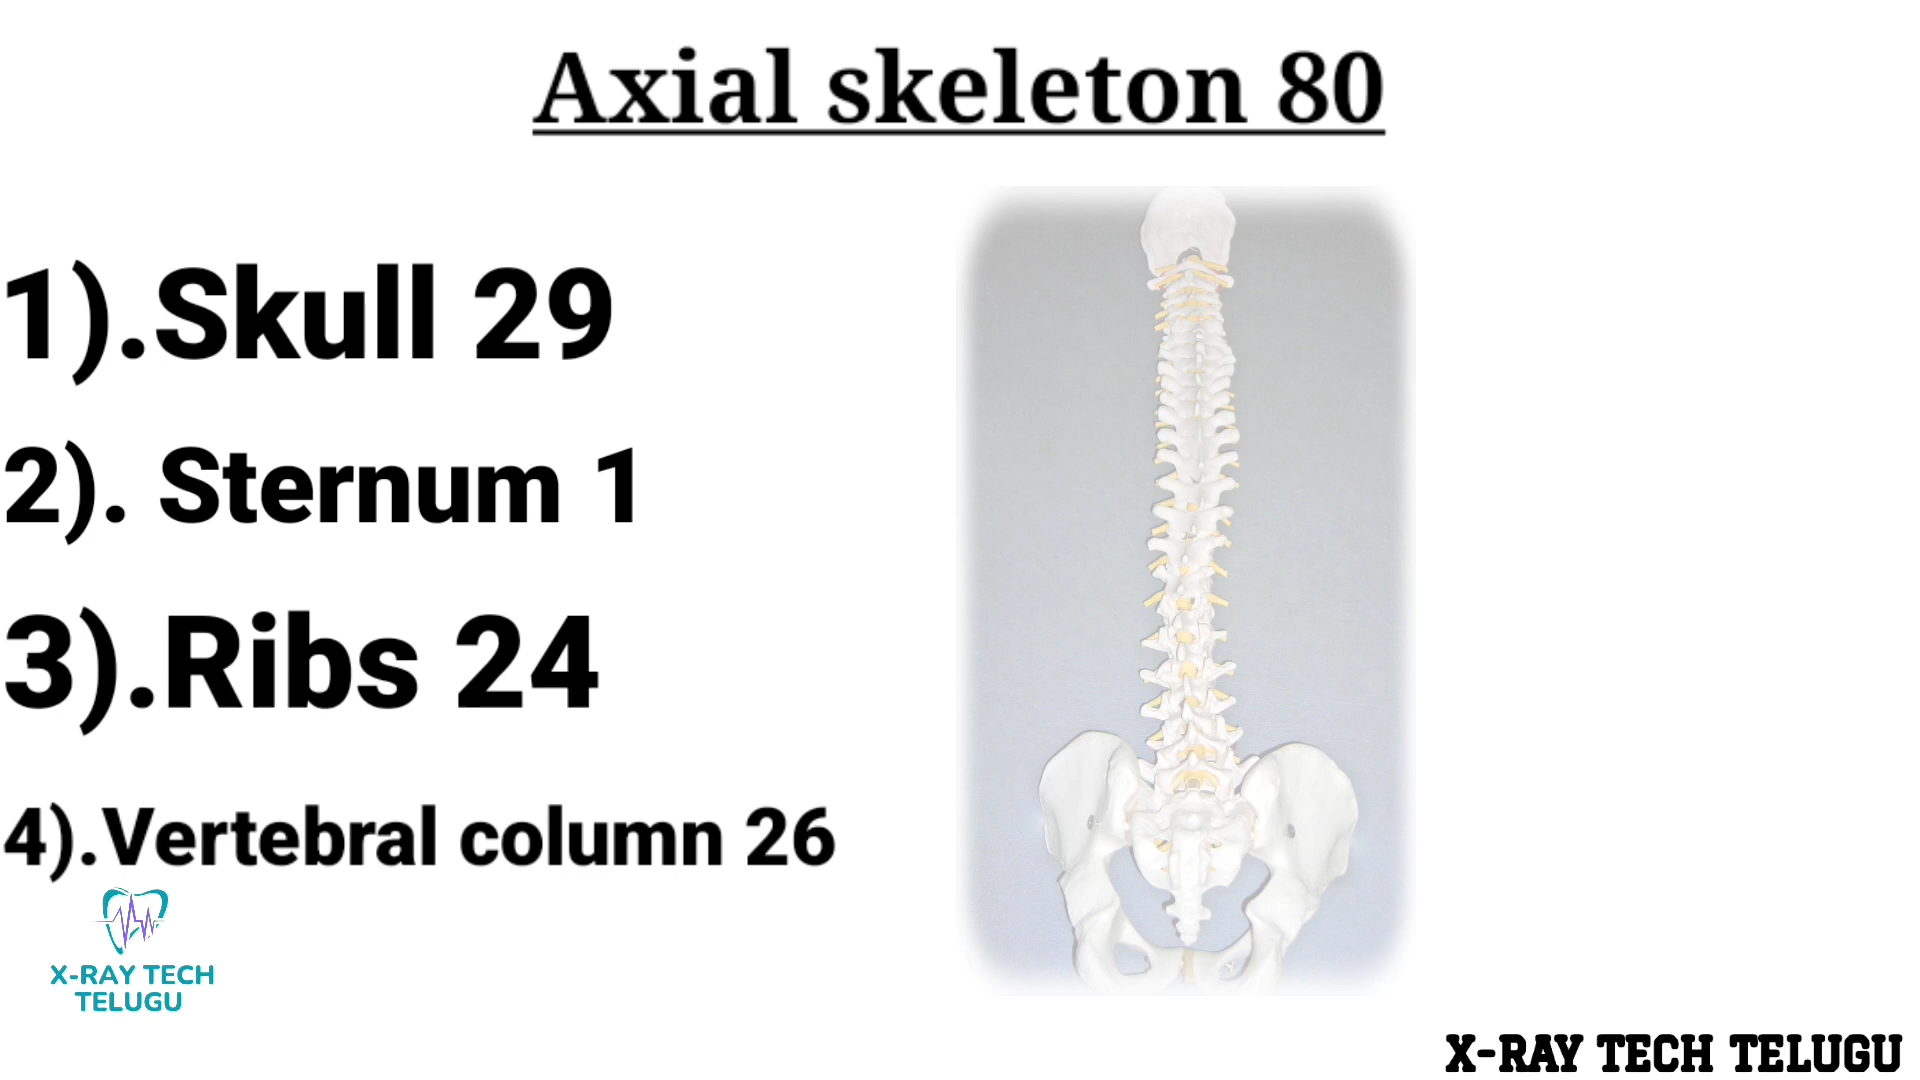 Axial skeleton 80
1).Skull 29
2). Sternum 1
3).Ribs 24
4).Vertebral column 26
X-RAY TECH
TELUGU
X-RAY TECH TELUGU